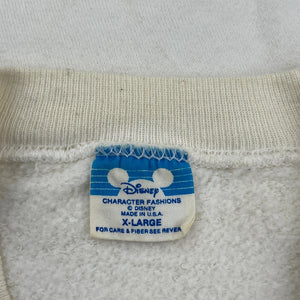 Disney
CHARACTER FASHIONS
© DISNEY
MADE IN U.S.A.
X-LARGE
FOR CARE & FIBER SEE REVER